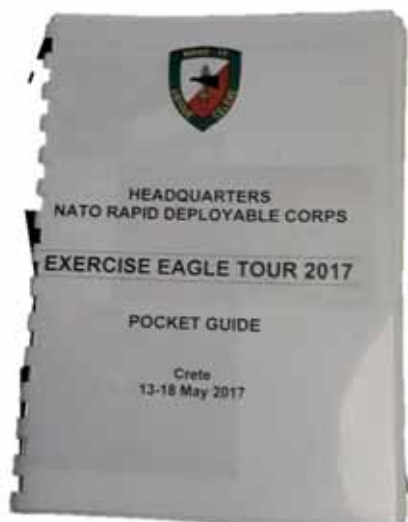 HEADQUARTERS
NATO RAPID DEPLOYABLE CORPS
EXERCISE EAGLE TOUR 2017
POCKET GUIDE
Crete
13-18 May 2017